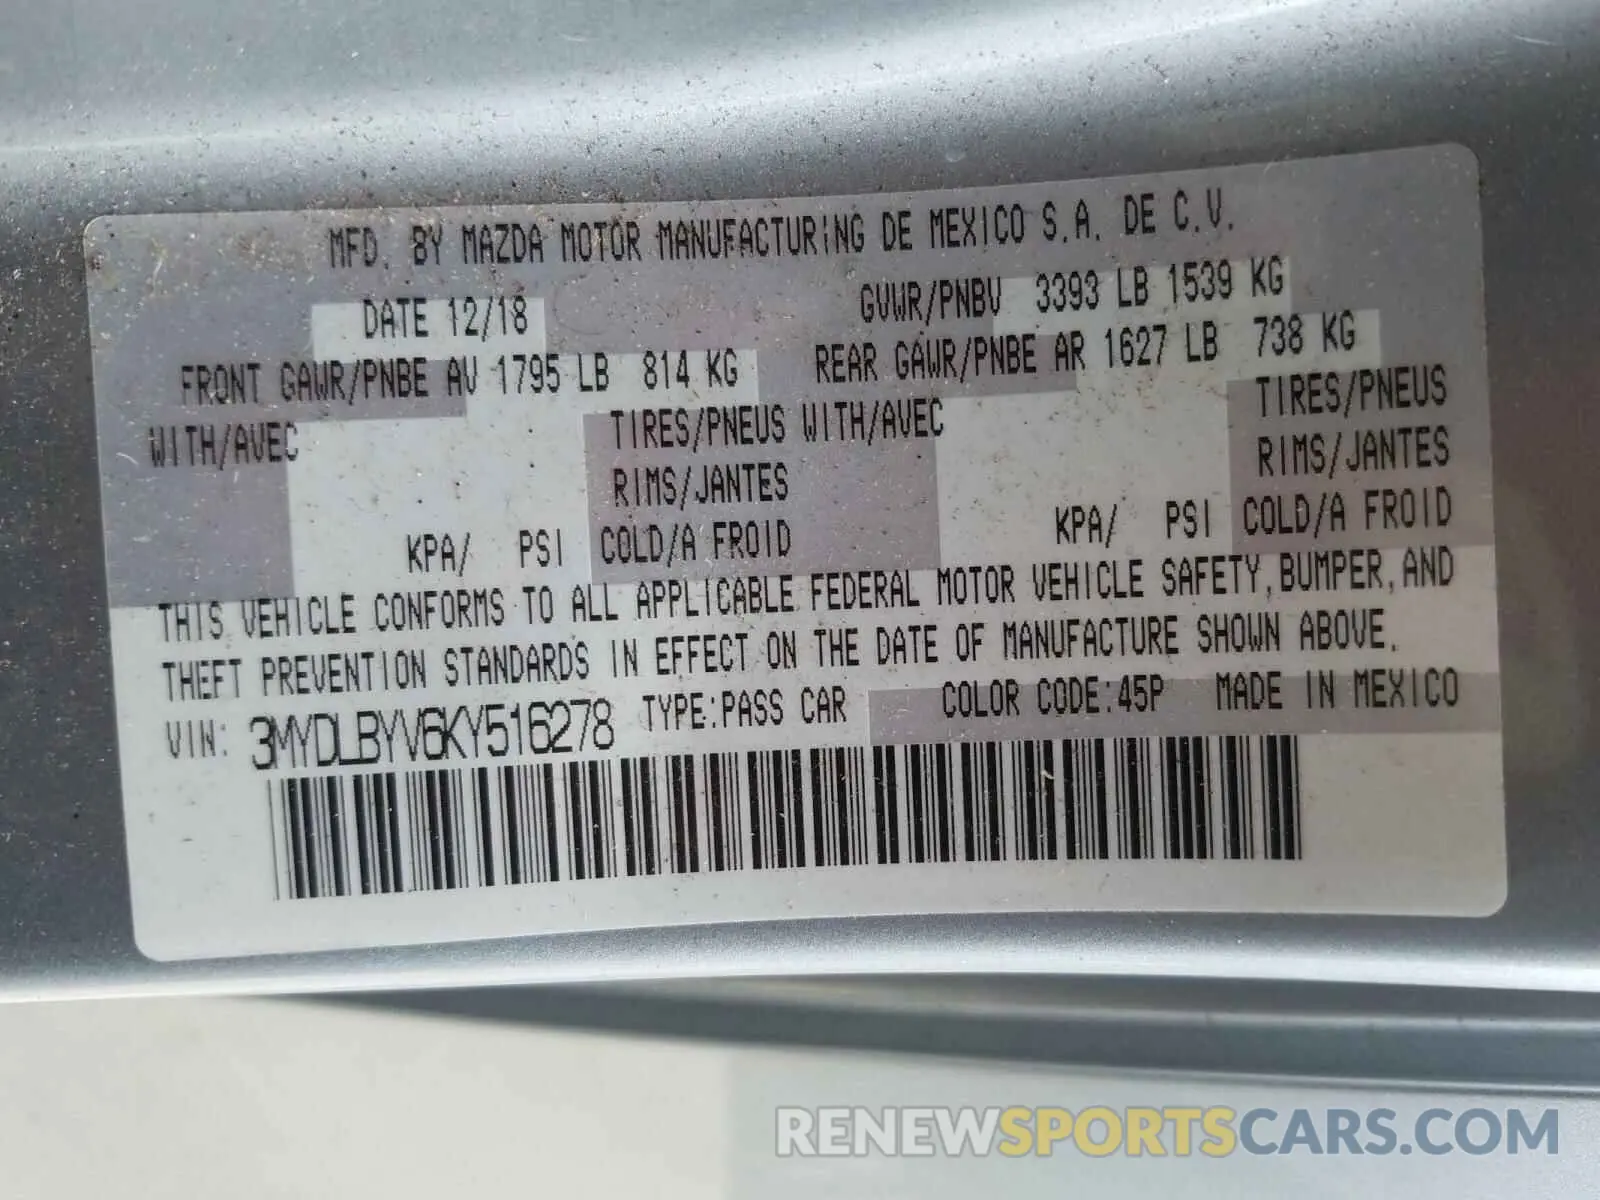 MFD. BY MAZDA MOTOR MANUFACTURING DE MEXICO S.A. DE C.V.
DATE 12/18 GVWR/PNBV 3393 LB 1539 KG
FRONT GAWR/PNBE AV 1795 LB 814 KG REAR GAWR/PNBE AR 1627 LB 738 KG
WITH/AVEC TIRES/PNEUS WITH/AVEC TIRES/PNEUS
RIMS/JANTES RIMS/JANTES
KPA/ PSI COLD/A FROID KPA/ PSI COLD/A FROID
THIS VEHICLE CONFORMS TO ALL APPLICABLE FEDERAL MOTOR VEHICLE SAFETY,BUMPER,AND
THEFT PREVENTION STANDARDS IN EFFECT ON THE DATE OF MANUFACTURE SHOWN ABOVE.
VIN: 3MYDLBYV6KY516278 TYPE:PASS CAR COLOR CODE:45P MADE IN MEXICO
RENEWSPORTSCARS.COM